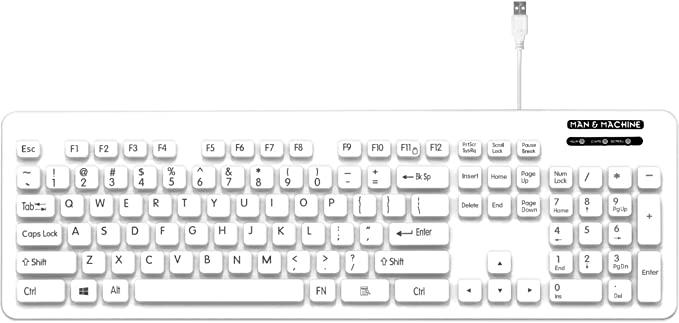 MAN & MACHINE
NUM CAPS SCROLL
Esc F1 F2 F3 F4 F5 F6 F7 F8 F9 F10 F11 F12 PrtScr SysRq Scroll Lock Pause Break
~ ` ! 1 @ 2 # 3 $ 4 % 5 ^ 6 & 7 * 8 ( 9 ) 0 — - + = ← Bk Sp Insert Home Page Up Num Lock / * —
Tab Q W E R T Y U I O P { [ } ] | \ Delete End Page Down 7 Home 8 ↑ 9 PgUp +
Caps Lock A S D F G H J K L : ; " ' Enter 4 ← 5 6 →
⇧ Shift Z X C V B N M < , > . ? / ⇧ Shift ▲ 1 End 2 ↓ 3 PgDn Enter
Ctrl Alt FN Ctrl ◄ ▼ ► 0 Ins . Del